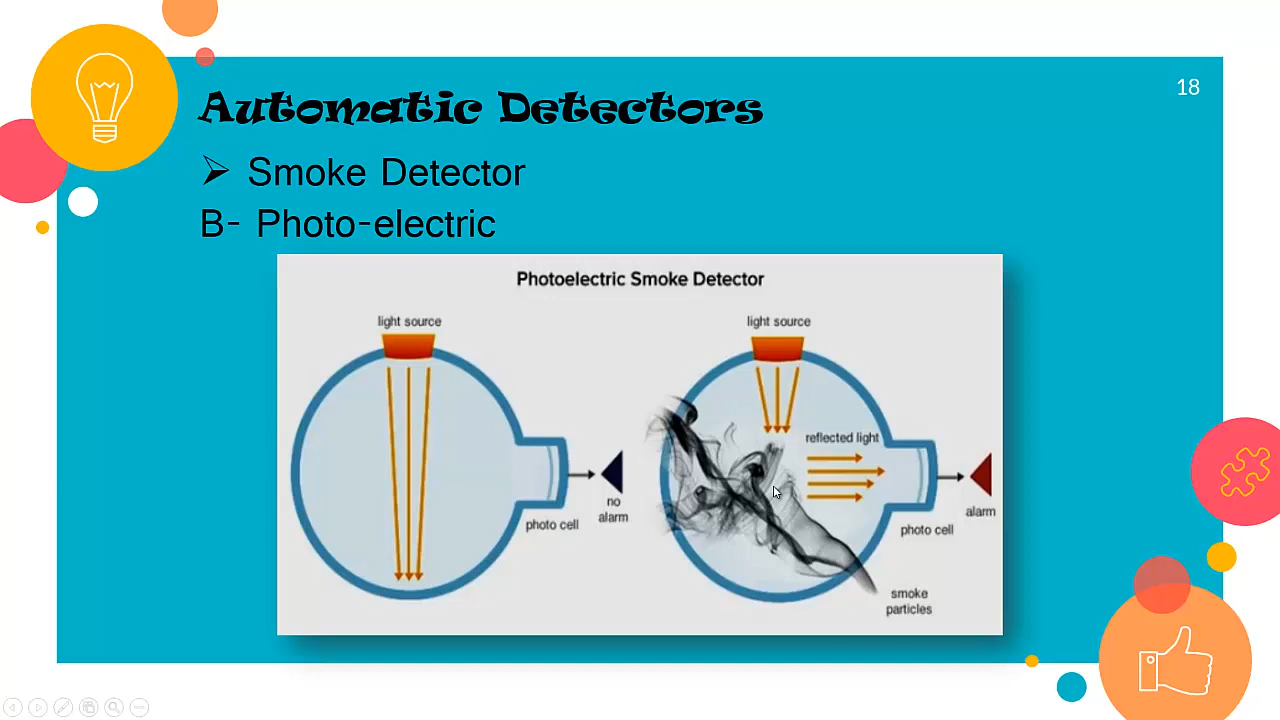 18
Automatic Detectors
➢ Smoke Detector
B- Photo-electric
Photoelectric Smoke Detector
light source
no
alarm
photo cell
light source
reflected light
alarm
photo cell
smoke
particles